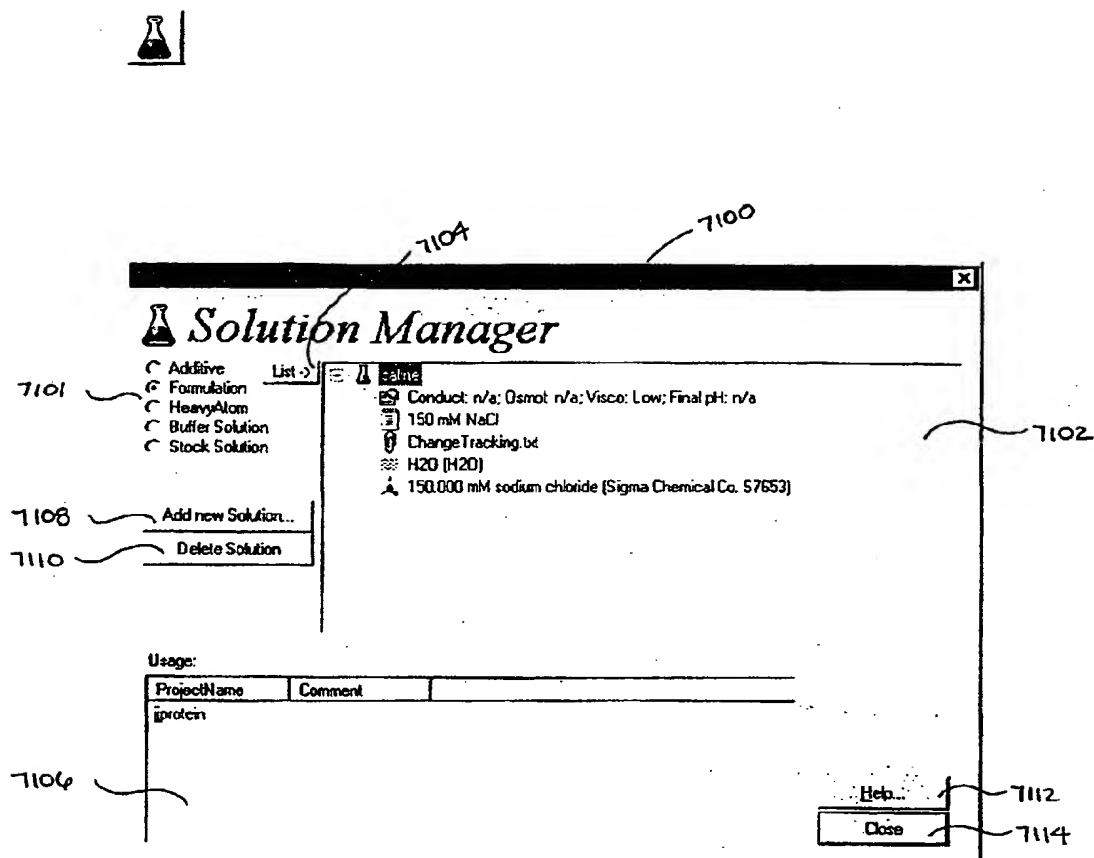 7104
7100
Solution Manager
Additive
List ->
Formulation
HeavyAtom
Buffer Solution
Stock Solution
7101
saline
Conduct: n/a; Osmol: n/a; Visco: Low; Final pH: n/a
150 mM NaCl
ChangeTracking.txt
H2O (H2O)
150.000 mM sodium chloride (Sigma Chemical Co. S7653)
7102
7108
Add new Solution...
7110
Delete Solution
Usage:
ProjectName
Comment
7106
Help...
7112
Close
7114